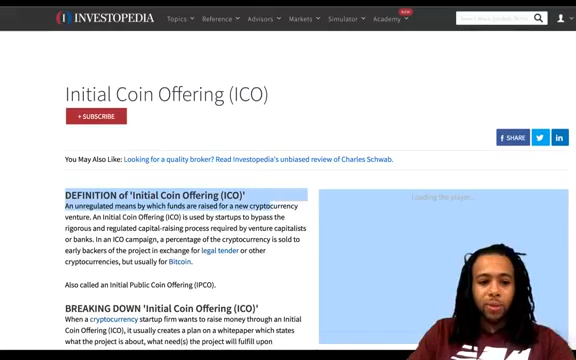 INVESTOPEDIA
Topics Reference Advisors Markets Simulator Academy
Initial Coin Offering (ICO)
+ SUBSCRIBE
SHARE
You May Also Like: Looking for a quality broker? Read Investopedia's unbiased review of Charles Schwab.
DEFINITION of 'Initial Coin Offering (ICO)'
An unregulated means by which funds are raised for a new cryptocurrency
venture. An Initial Coin Offering (ICO) is used by startups to bypass the
rigorous and regulated capital-raising process required by venture capitalists
or banks. In an ICO campaign, a percentage of the cryptocurrency is sold to
early backers of the project in exchange for legal tender or other
cryptocurrencies, but usually for Bitcoin.
Loading the player...
Also called an Initial Public Coin Offering (IPCO).
BREAKING DOWN 'Initial Coin Offering (ICO)'
When a cryptocurrency startup firm wants to raise money through an Initial
Coin Offering (ICO), it usually creates a plan on a whitepaper which states
what the project is about, what need(s) the project will fulfill upon